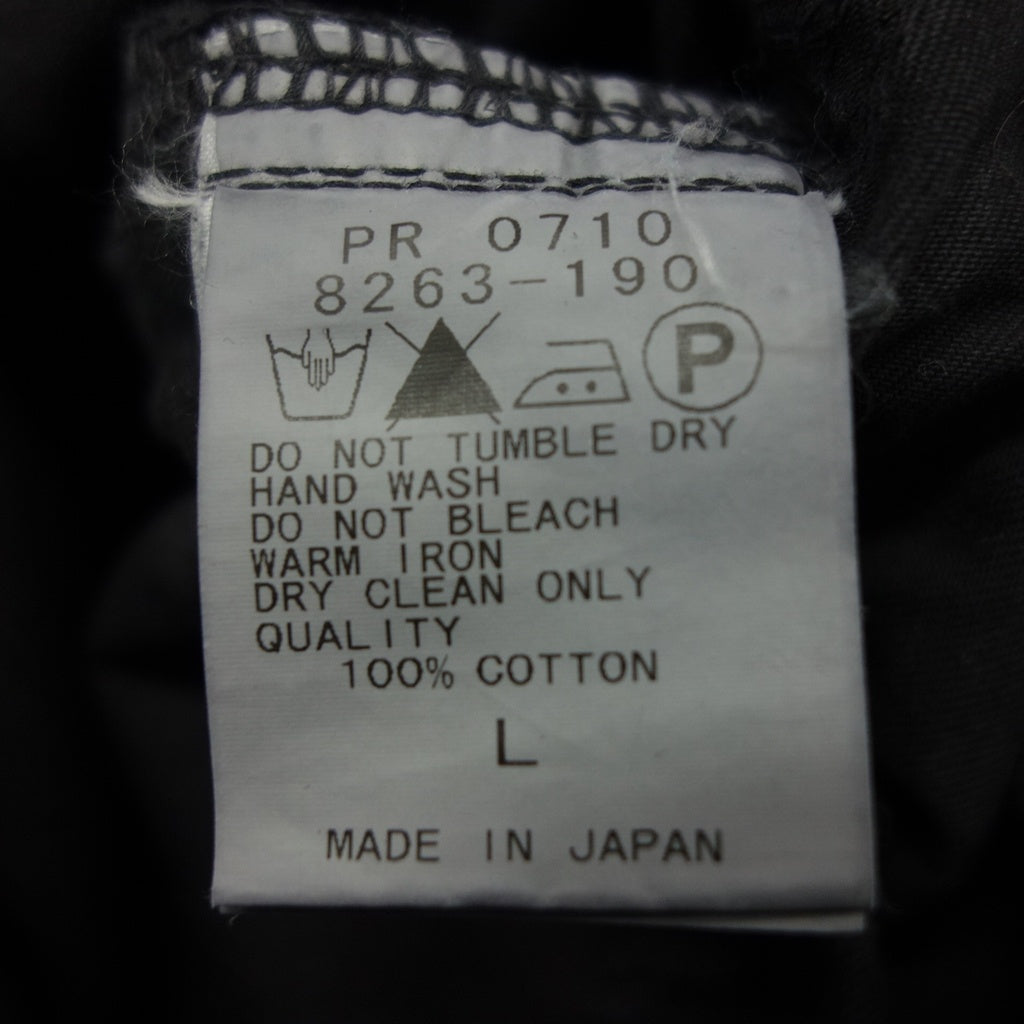 PR 0710
8263-190
P
DO NOT TUMBLE DRY
HAND WASH
DO NOT BLEACH
WARM IRON
DRY CLEAN ONLY
QUALITY
100% COTTON
L
MADE IN JAPAN